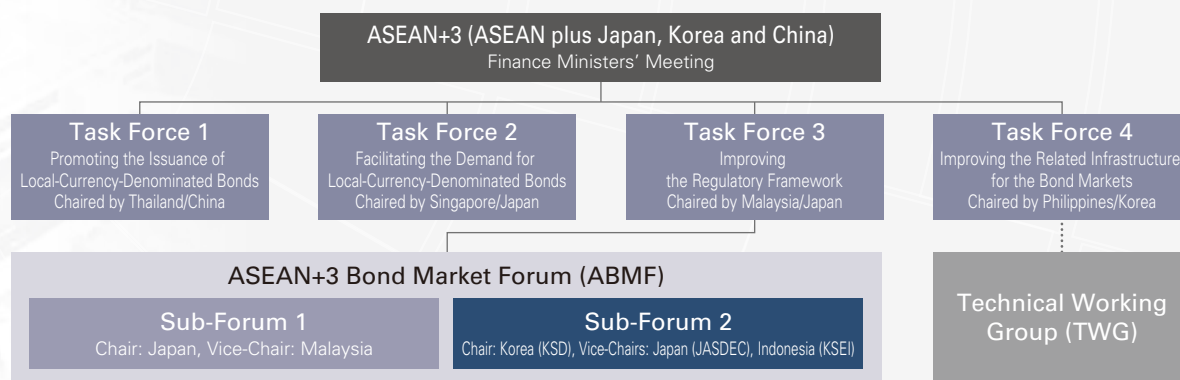 ASEAN+3 (ASEAN plus Japan, Korea and China)
Finance Ministers’ Meeting
Task Force 1
Promoting the Issuance of
Local-Currency-Denominated Bonds
Chaired by Thailand/China
Task Force 2
Facilitating the Demand for
Local-Currency-Denominated Bonds
Chaired by Singapore/Japan
Task Force 3
Improving
the Regulatory Framework
Chaired by Malaysia/Japan
Task Force 4
Improving the Related Infrastructure
for the Bond Markets
Chaired by Philippines/Korea
ASEAN+3 Bond Market Forum (ABMF)
Sub-Forum 1
Chair: Japan, Vice-Chair: Malaysia
Sub-Forum 2
Chair: Korea (KSD), Vice-Chairs: Japan (JASDEC), Indonesia (KSEI)
Technical Working
Group (TWG)